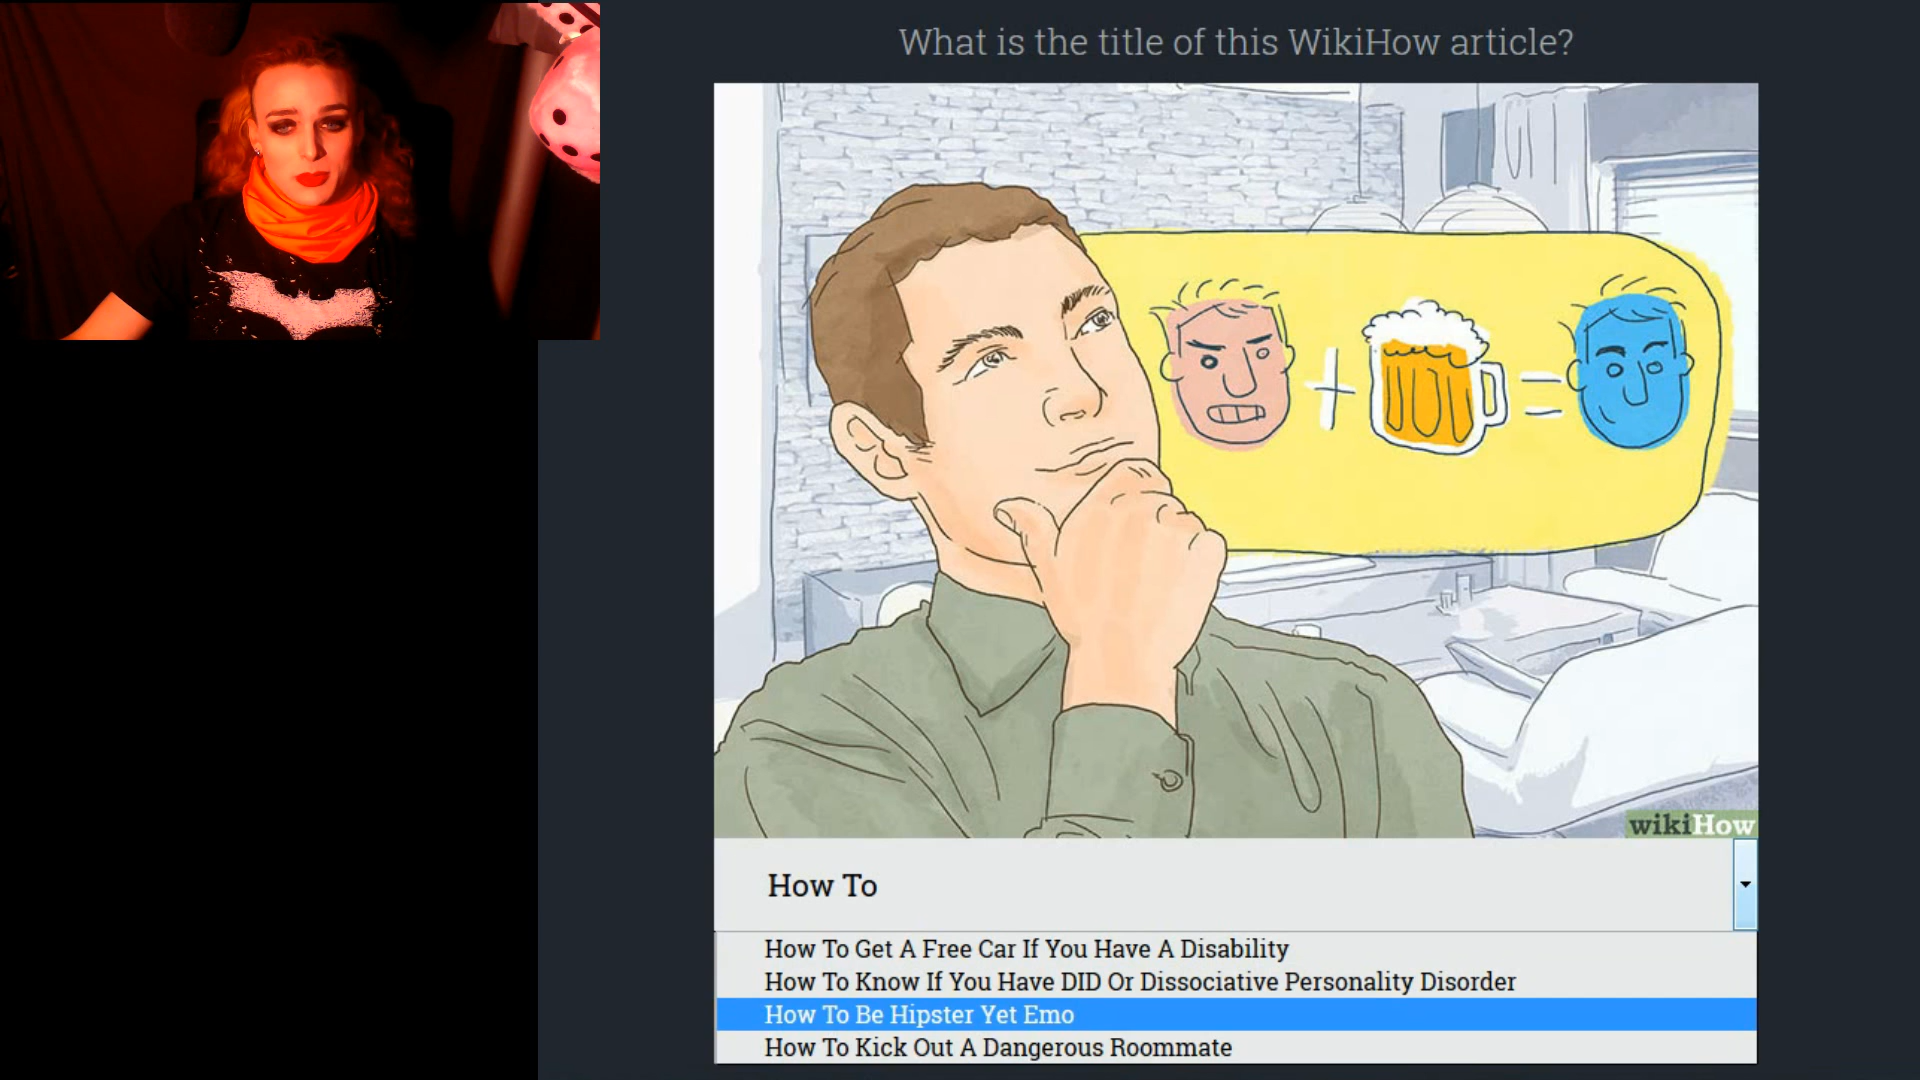 What is the title of this WikiHow article?
wikiHow
How To
How To Get A Free Car If You Have A Disability
How To Know If You Have DID Or Dissociative Personality Disorder
How To Be Hipster Yet Emo
How To Kick Out A Dangerous Roommate